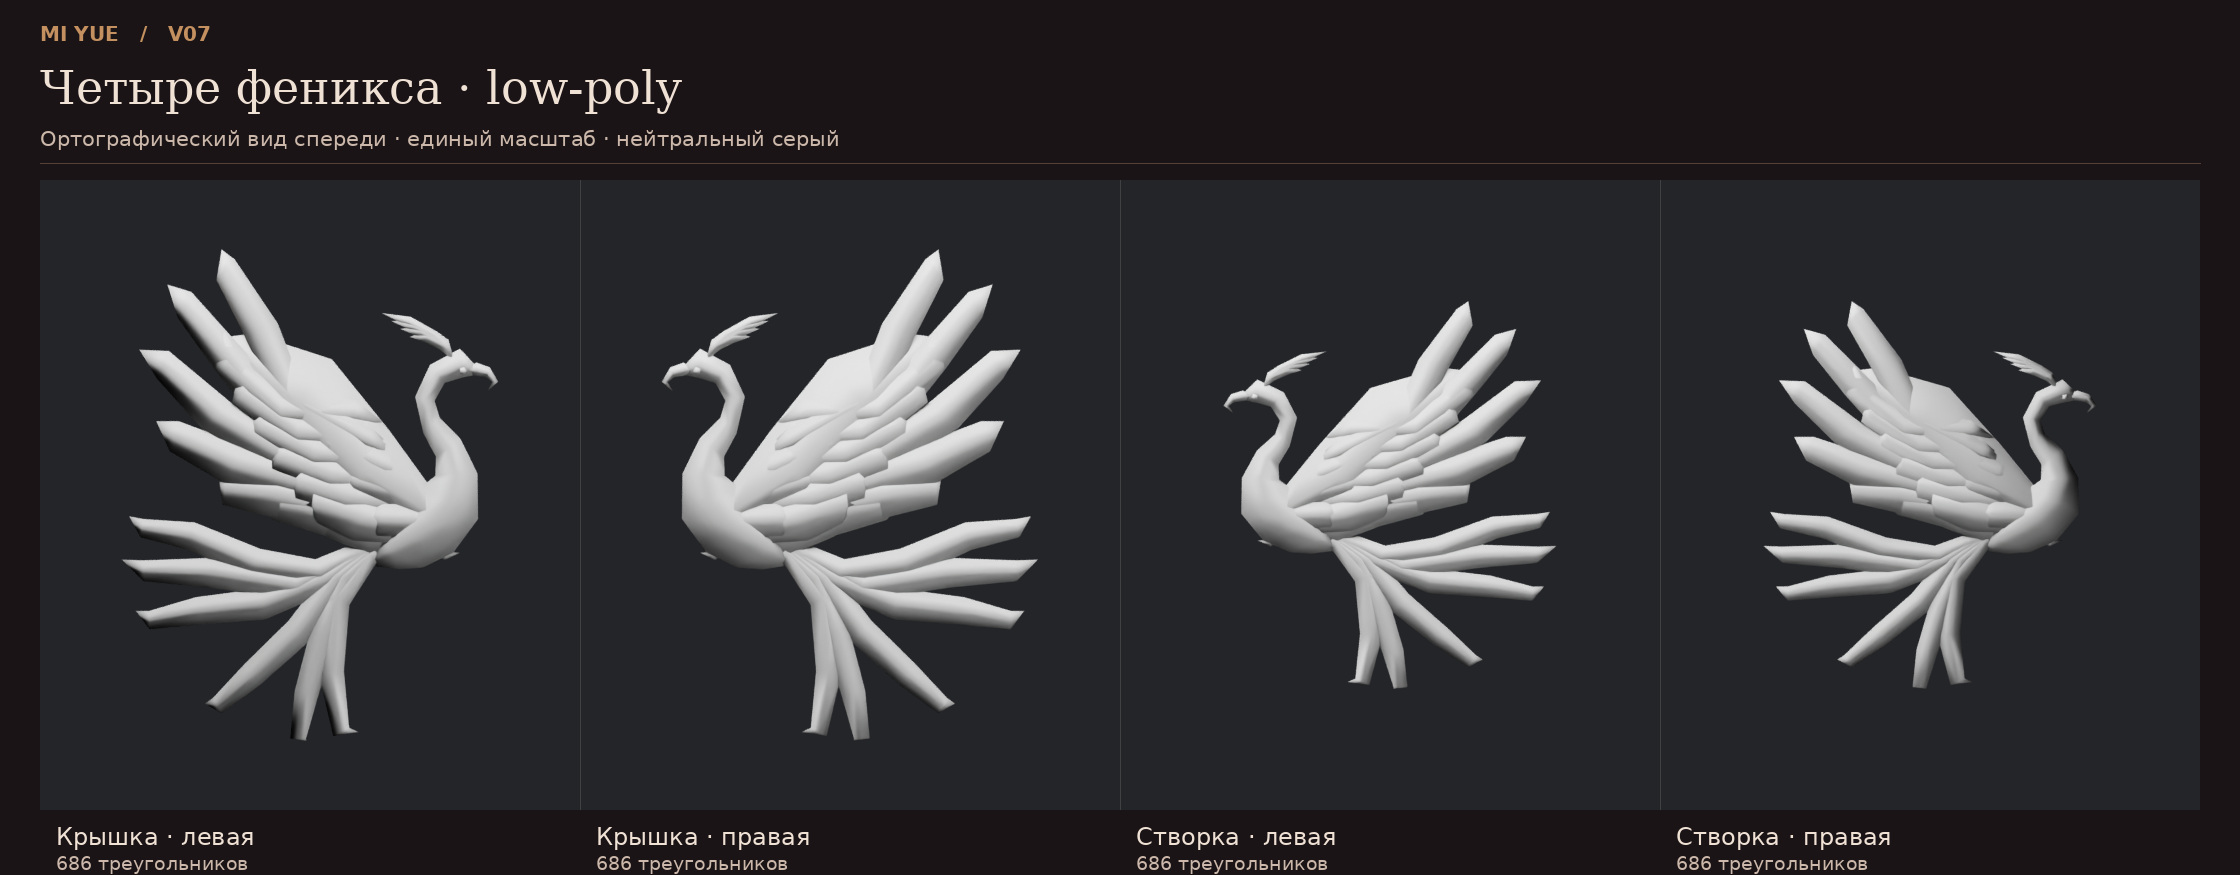 MI YUE / V07
Четыре феникса · low-poly
Ортографический вид спереди · единый масштаб · нейтральный серый
Крышка · левая
686 треугольников
Крышка · правая
686 треугольников
Створка · левая
686 треугольников
Створка · правая
686 треугольников